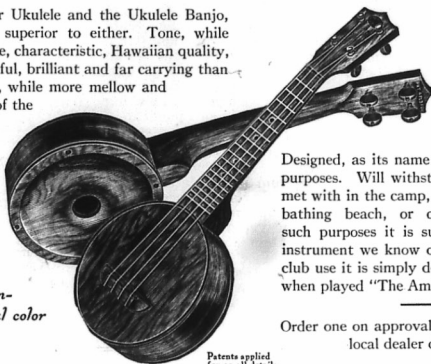 r Ukulele and the Ukulele Banjo,
superior to either. Tone, while
e, characteristic, Hawaiian quality,
ful, brilliant and far carrying than
, while more mellow and
of the
Designed, as its name
purposes. Will withst
met with in the camp,
bathing beach, or
such purposes it is su
instrument we know o
club use it is simply d
when played "The Am
n-
l color
Order one on approval
local dealer
Patents applied